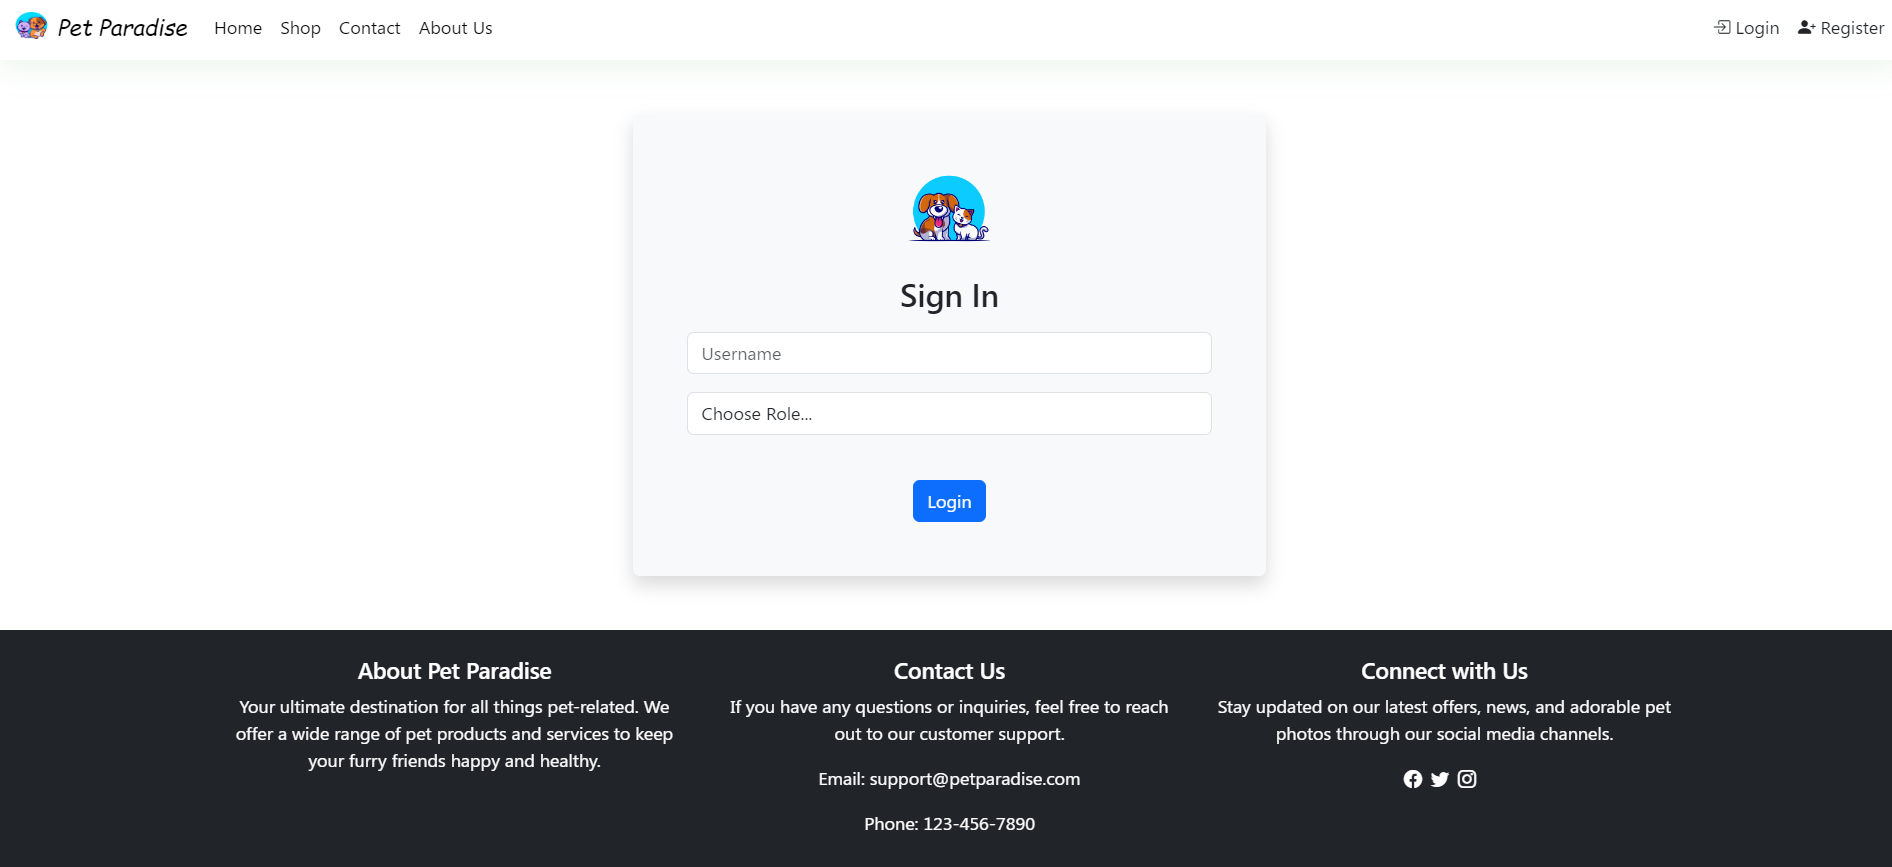 Pet Paradise Home Shop Contact About Us Login Register
Sign In
Username
Choose Role...
Login
About Pet Paradise
Your ultimate destination for all things pet-related. We
offer a wide range of pet products and services to keep
your furry friends happy and healthy.
Contact Us
If you have any questions or inquiries, feel free to reach
out to our customer support.
Email: support@petparadise.com
Phone: 123-456-7890
Connect with Us
Stay updated on our latest offers, news, and adorable pet
photos through our social media channels.